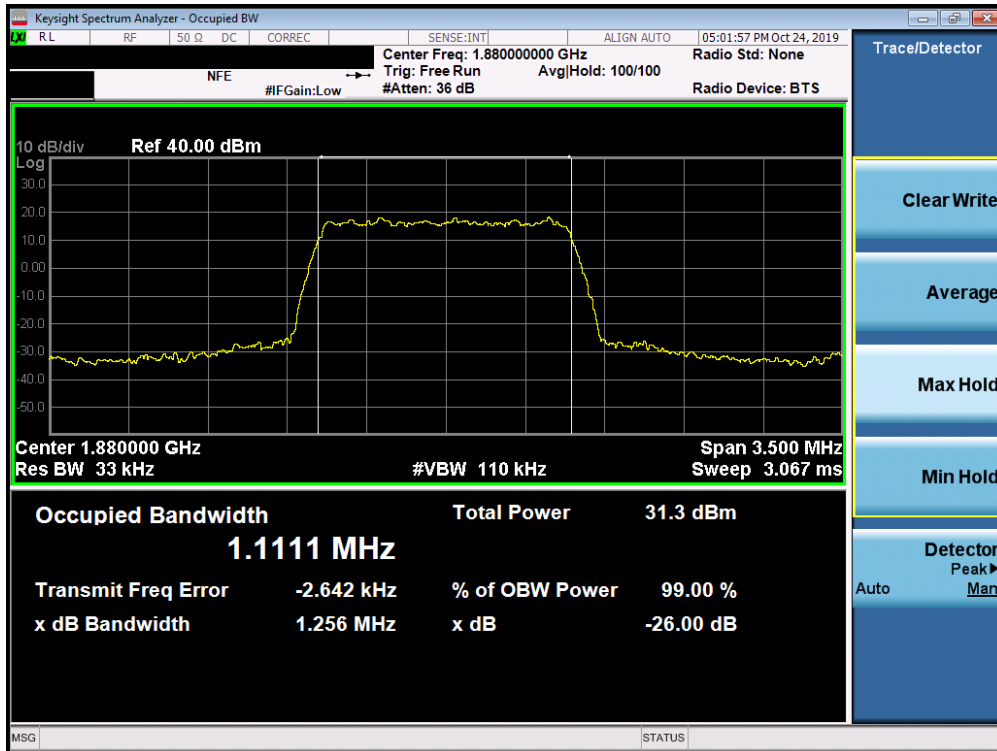 Keysight Spectrum Analyzer - Occupied BW
LXI RL RF 50 Ω DC CORREC SENSE:INT ALIGN AUTO 05:01:57 PM Oct 24, 2019
Center Freq: 1.880000000 GHz Radio Std: None
NFE Trig: Free Run Avg|Hold: 100/100
#IFGain:Low #Atten: 36 dB Radio Device: BTS
Trace/Detector
10 dB/div Ref 40.00 dBm
Log
30.0
20.0
10.0
0.00
-10.0
-20.0
-30.0
-40.0
-50.0
Center 1.880000 GHz Span 3.500 MHz
Res BW 33 kHz #VBW 110 kHz Sweep 3.067 ms
Occupied Bandwidth Total Power 31.3 dBm
1.1111 MHz
Transmit Freq Error -2.642 kHz % of OBW Power 99.00 %
x dB Bandwidth 1.256 MHz x dB -26.00 dB
Clear Write
Average
Max Hold
Min Hold
Detector
Peak▶
Auto Man
MSG STATUS